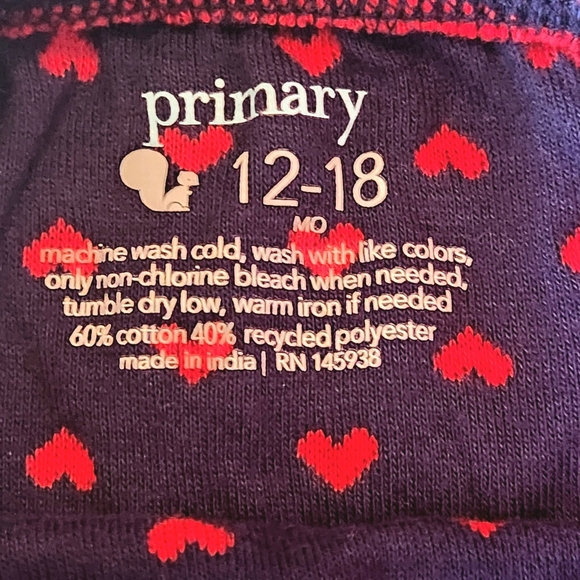 primary
12-18
MO
machine wash cold, wash with like colors,
only non-chlorine bleach when needed,
tumble dry low, warm iron if needed
60% cotton 40% recycled polyester
made in india | RN 145938